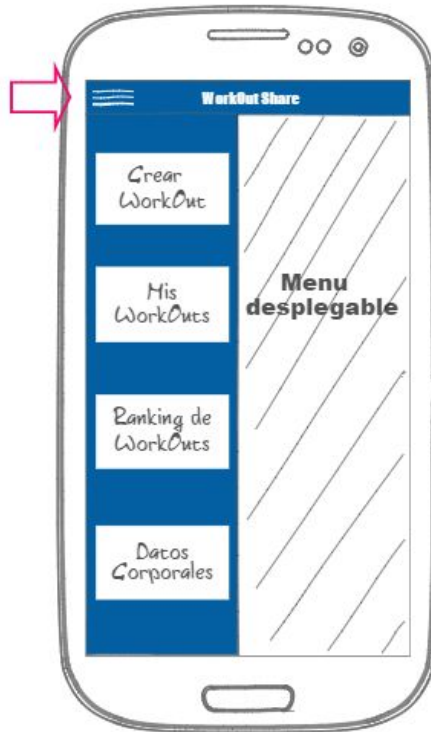 WorkOut Share
Crear
WorkOut
Mis
WorkOuts
Ranking de
WorkOuts
Datos
Corporales
Menu
desplegable